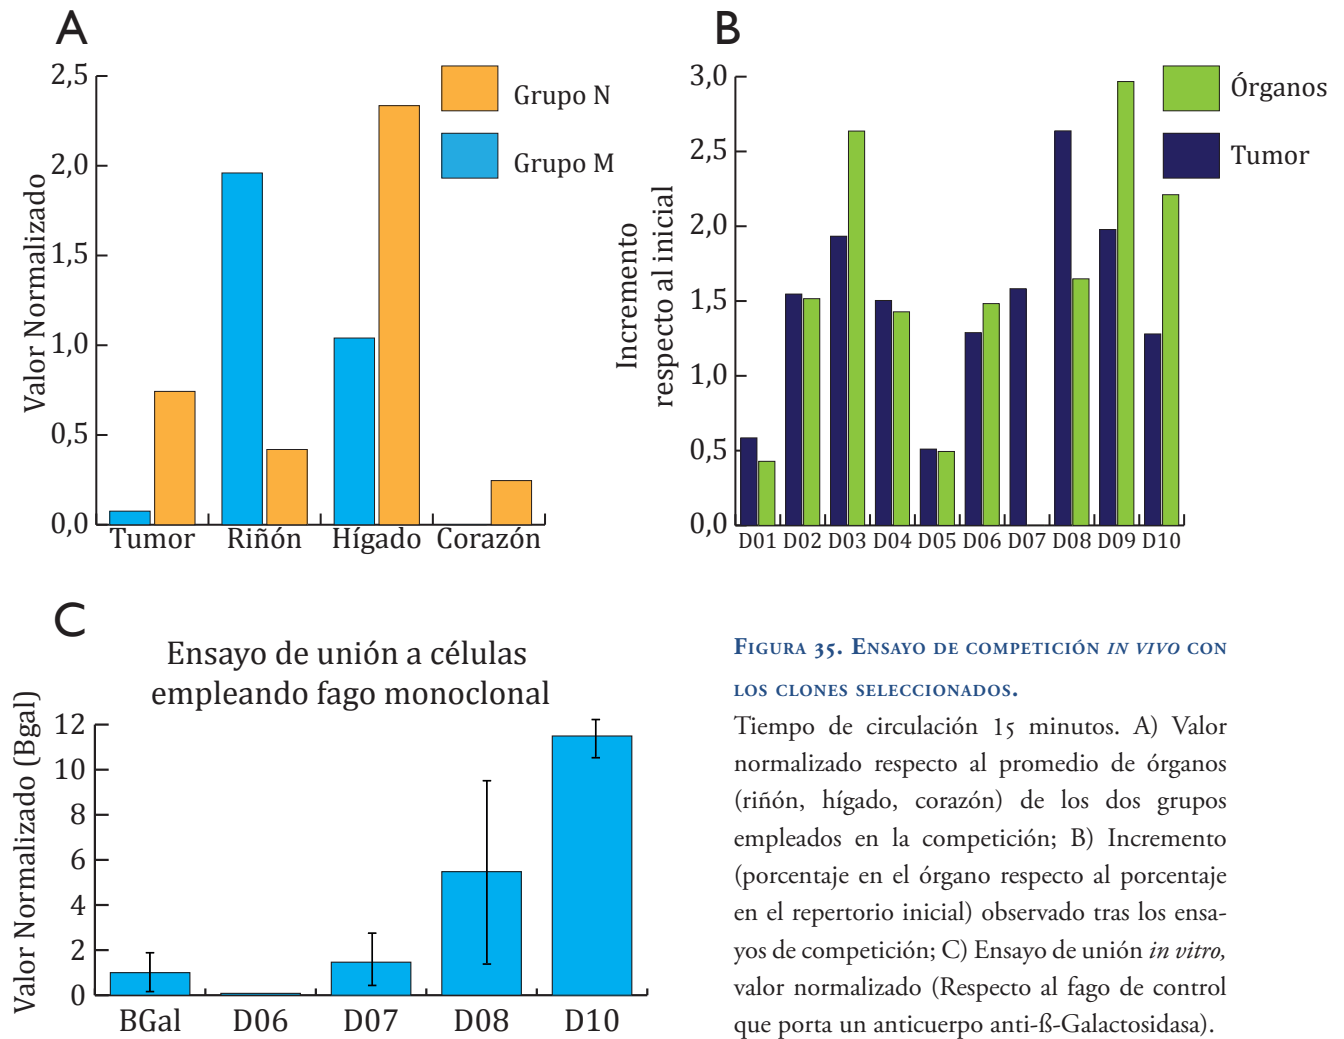 A
2,5
2,0
1,5
1,0
0,5
0,0
Valor Normalizado
Grupo N
Grupo M
Tumor Riñón Hígado Corazón
B
3,0
2,5
2,0
1,5
1,0
0,5
0,0
Incremento
respecto al inicial
Órganos
Tumor
D01 D02 D03 D04 D05 D06 D07 D08 D09 D10
C
Ensayo de unión a células
empleando fago monoclonal
Valor Normalizado (Bgal)
12
10
8
6
4
2
0
BGal D06 D07 D08 D10
Figura 35. Ensayo de competición in vivo con
los clones seleccionados.
Tiempo de circulación 15 minutos. A) Valor
normalizado respecto al promedio de órganos
(riñón, hígado, corazón) de los dos grupos
empleados en la competición; B) Incremento
(porcentaje en el órgano respecto al porcentaje
en el repertorio inicial) observado tras los ensa-
yos de competición; C) Ensayo de unión in vitro,
valor normalizado (Respecto al fago de control
que porta un anticuerpo anti-ß-Galactosidasa).